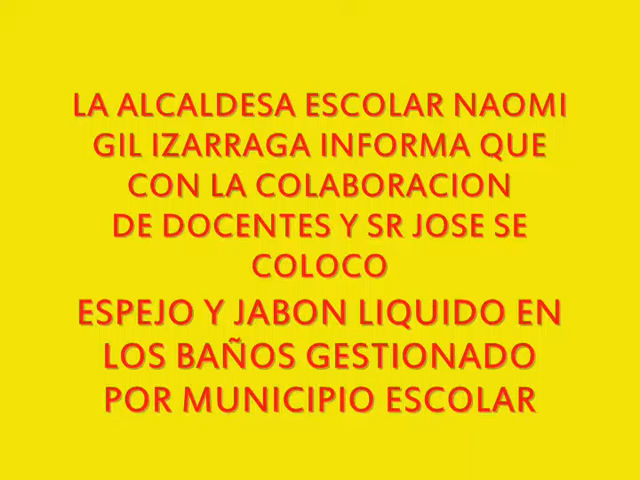 LA ALCALDESA ESCOLAR NAOMI
GIL IZARRAGA INFORMA QUE
CON LA COLABORACION
DE DOCENTES Y SR JOSE SE
COLOCO
ESPEJO Y JABON LIQUIDO EN
LOS BAÑOS GESTIONADO
POR MUNICIPIO ESCOLAR